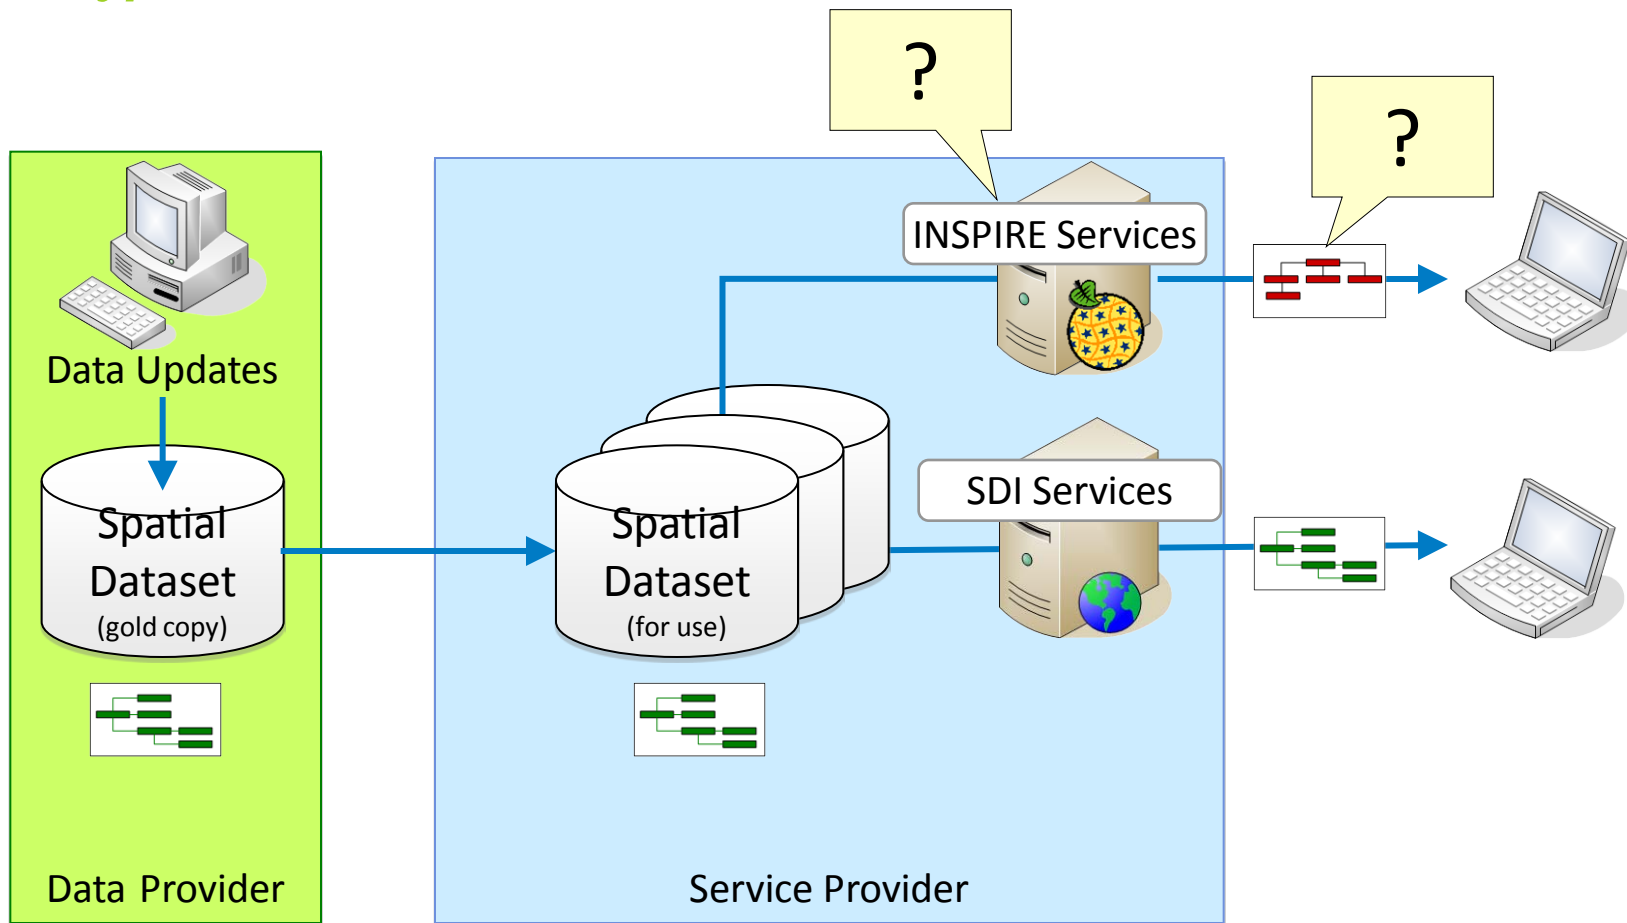 ?
?
INSPIRE Services
Data Updates
SDI Services
Spatial
Dataset
(gold copy)
Spatial
Dataset
(for use)
Data Provider
Service Provider